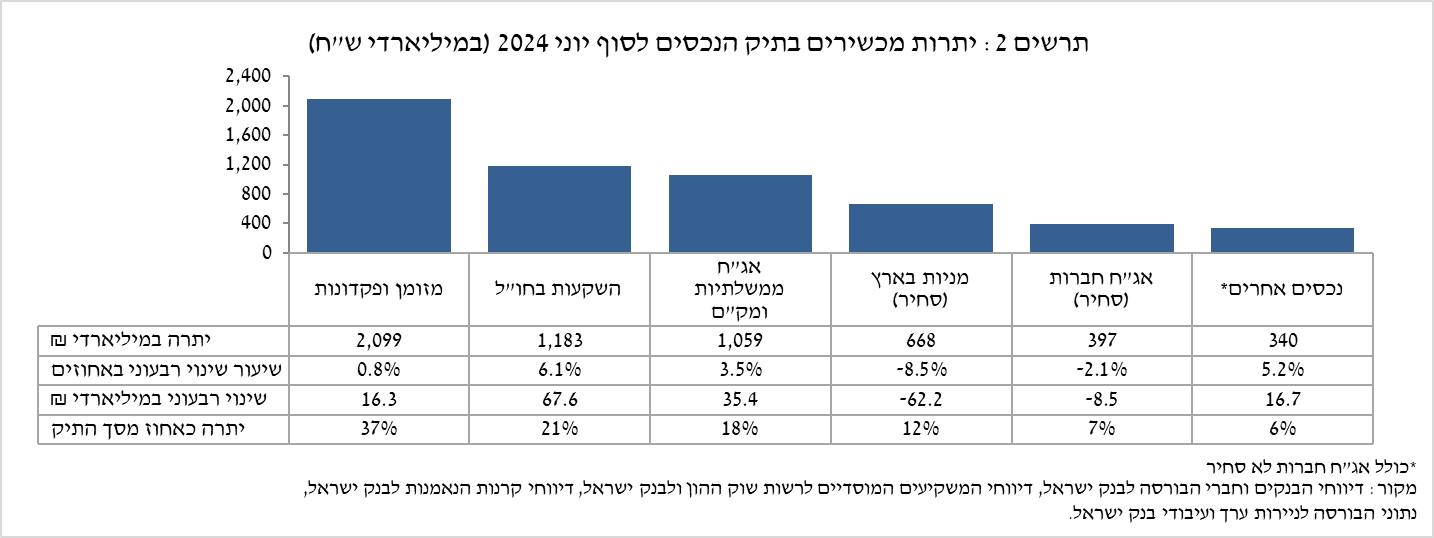 תרשים 2 : יתרות מכשירים בתיק הנכסים לסוף יוני 2024 (במיליארדי ש"ח)
2,400
2,000
1,600
1,200
800
400
0
מזומן ופקדונות
השקעות בחו"ל
אג"ח
ממשלתיות
ומק"ם
מניות בארץ
(סחיר)
אג"ח חברות
(סחיר)
נכסים אחרים*
יתרה במיליארדי ₪ 2,099 1,183 1,059 668 397 340
שיעור שינוי רבעוני באחוזים 0.8% 6.1% 3.5% -8.5% -2.1% 5.2%
שינוי רבעוני במיליארדי ₪ 16.3 67.6 35.4 -62.2 -8.5 16.7
יתרה כאחוז מסך התיק 37% 21% 18% 12% 7% 6%
*כולל אג"ח חברות לא סחיר
מקור : דיווחי הבנקים וחברי הבורסה לבנק ישראל, דיווחי המשקיעים המוסדיים לרשות שוק ההון ולבנק ישראל, דיווחי קרנות הנאמנות לבנק ישראל,
נתוני הבורסה לניירות ערך ועיבודי בנק ישראל.